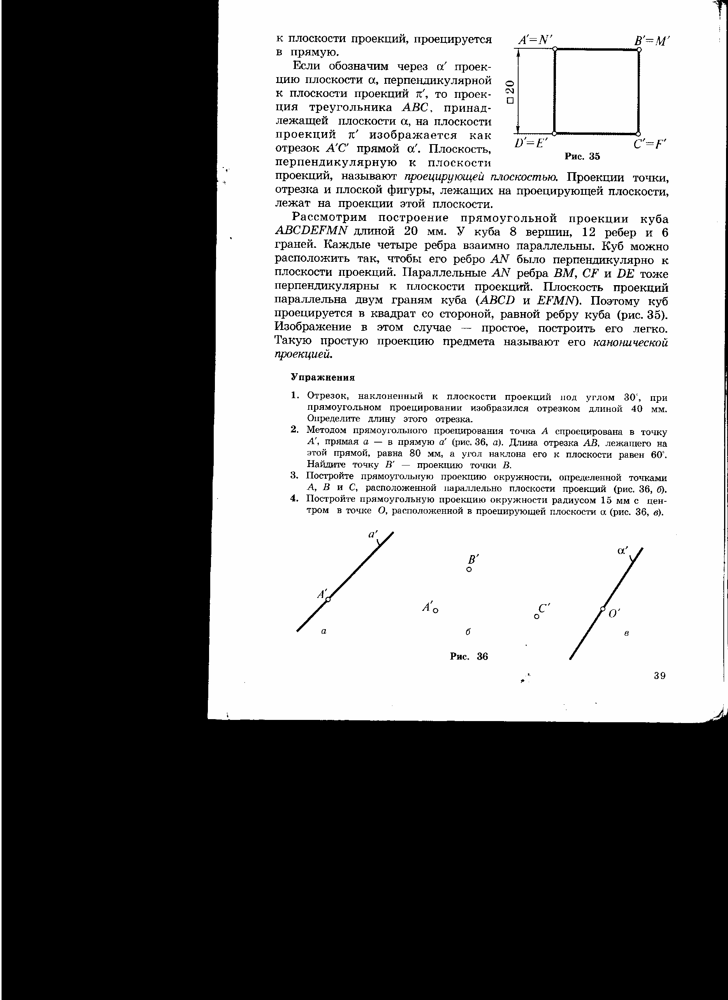 к плоскости проекций, проецируется
в прямую.
Если обозначим через α′ проек-
цию плоскости α, перпендикулярной
к плоскости проекций π′, то проек-
ция треугольника ABC, принад-
лежащей плоскости α, на плоскости
проекций π′ изображается как
отрезок A′C′ прямой α′. Плоскость,
перпендикулярную к плоскости
A′=N′
B′=M′
□20
D′=E′
C′=F′
Рис. 35
проекций, называют проецирующей плоскостью. Проекции точки,
отрезка и плоской фигуры, лежащих на проецирующей плоскости,
лежат на проекции этой плоскости.
Рассмотрим построение прямоугольной проекции куба
ABCDEFMN длиной 20 мм. У куба 8 вершин, 12 ребер и 6
граней. Каждые четыре ребра взаимно параллельны. Куб можно
расположить так, чтобы его ребро AN было перпендикулярно к
плоскости проекций. Параллельные AN ребра BM, CF и DE тоже
перпендикулярны к плоскости проекций. Плоскость проекций
параллельна двум граням куба (ABCD и EFMN). Поэтому куб
проецируется в квадрат со стороной, равной ребру куба (рис. 35).
Изображение в этом случае — простое, построить его легко.
Такую простую проекцию предмета называют его канонической
проекцией.
Упражнения
1. Отрезок, наклоненный к плоскости проекций под углом 30°, при
прямоугольном проецировании изобразился отрезком длиной 40 мм.
Определите длину этого отрезка.
2. Методом прямоугольного проецирования точка A спроецирована в точку
A′, прямая a — в прямую a′ (рис. 36, а). Длина отрезка AB, лежащего на
этой прямой, равна 80 мм, а угол наклона его к плоскости равен 60°.
Найдите точку B′ — проекцию точки B.
3. Постройте прямоугольную проекцию окружности, определенной точками
A, B и C, расположенной параллельно плоскости проекций (рис. 36, б).
4. Постройте прямоугольную проекцию окружности радиусом 15 мм с цен-
тром в точке O, расположенной в проецирующей плоскости α (рис. 36, в).
a′
A′
а
B′
A′
C′
б
α′
O′
в
Рис. 36
39